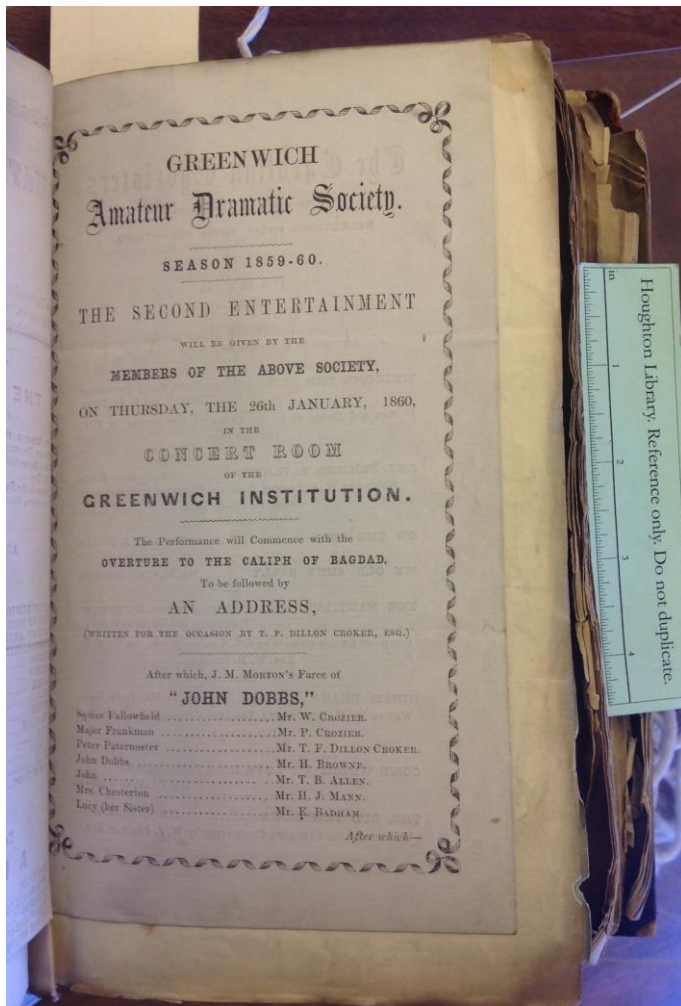 GREENWICH
Amateur Dramatic Society.
SEASON 1859-60.
THE SECOND ENTERTAINMENT
WILL BE GIVEN BY THE
MEMBERS OF THE ABOVE SOCIETY,
ON THURSDAY, THE 26th JANUARY, 1860,
IN THE
CONCERT ROOM
OF THE
GREENWICH INSTITUTION.
The Performance will Commence with the
OVERTURE TO THE CALIPH OF BAGDAD,
To be followed by
AN ADDRESS,
(WRITTEN FOR THE OCCASION BY T. F. DILLON CROKER, ESQ.)
After which, J. M. MORTON'S Farce of
"JOHN DOBBS,"
Squire Fallowfield .................... MR. W. CROZIER.
Major Frankman .................... MR. P. CROZIER.
Peter Paternoster .................... MR. T. F. DILLON CROKER.
John Dobbs .................... MR. H. BROWNE.
John .................... MR. T. B. ALLEN.
Mrs. Chesterton .................... MR. H. J. MANN.
Lucy (her Sister) .................... MR. E. BADHAM.
After which—
in
1
2
3
4
Houghton Library. Reference only. Do not duplicate.